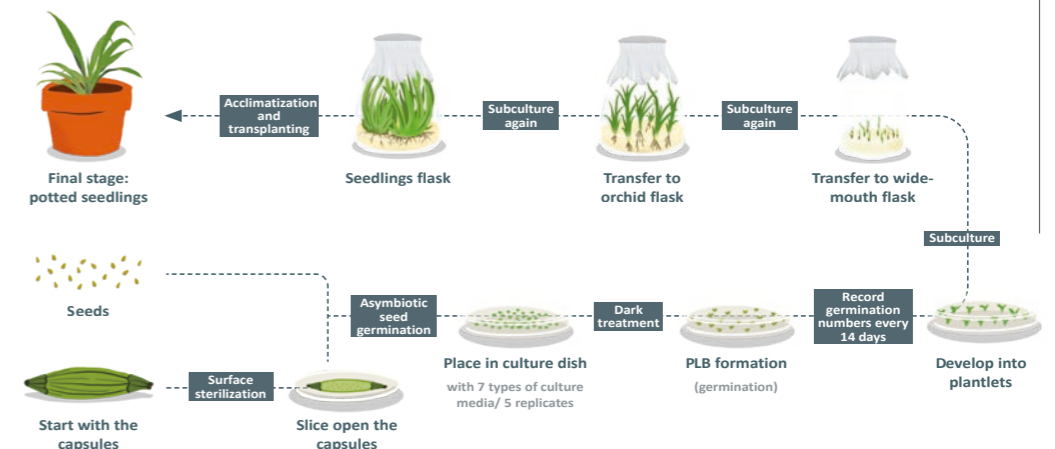 Acclimatization
and
transplanting
Subculture
again
Subculture
again
Final stage:
potted seedlings
Seedlings flask
Transfer to
orchid flask
Transfer to wide-
mouth flask
Subculture
Seeds
Asymbiotic
seed
germination
Dark
treatment
Record
germination
numbers every
14 days
Place in culture dish
with 7 types of culture
media/ 5 replicates
PLB formation
(germination)
Develop into
plantlets
Surface
sterilization
Start with the
capsules
Slice open the
capsules